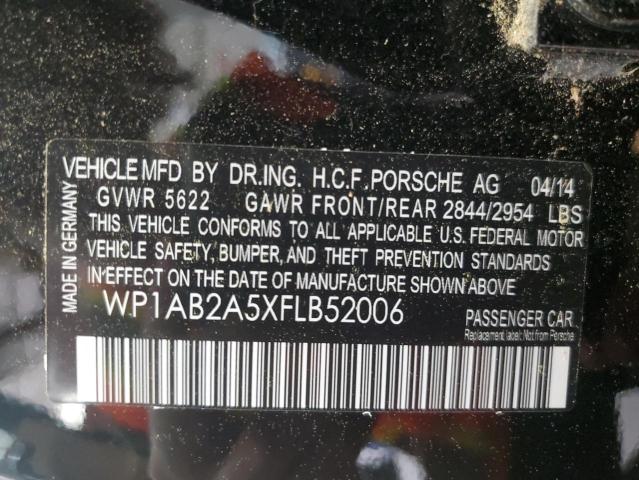 MADE IN GERMANY
VEHICLE MFD BY DR.ING. H.C.F.PORSCHE AG 04/14
GVWR 5622 GAWR FRONT/REAR 2844/2954 LBS
THIS VEHICLE CONFORMS TO ALL APPLICABLE U.S. FEDERAL MOTOR
VEHICLE SAFETY, BUMPER, AND THEFT PREVENTION STANDARDS
IN EFFECT ON THE DATE OF MANUFACTURE SHOWN ABOVE.
WP1AB2A5XFLB52006
PASSENGER CAR
Replacement label: Not from Porsche